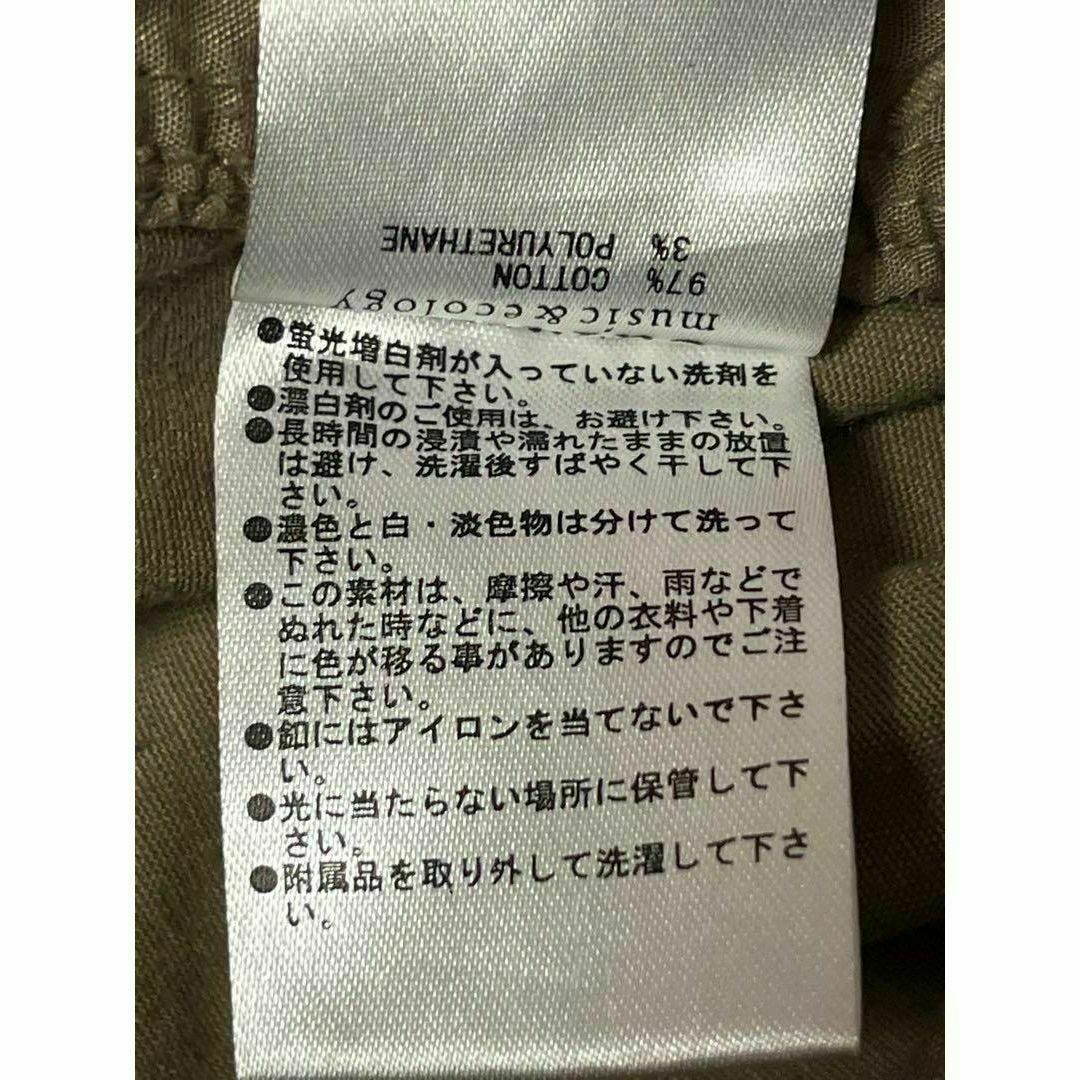 music & ecology
97% COTTON
3% POLYURETHANE
●蛍光増白剤が入っていない洗剤を
使用して下さい。
●漂白剤のご使用は、お避け下さい。
●長時間の浸漬や濡れたままの放置
は避け、洗濯後すばやく干して下
さい。
●濃色と白・淡色物は分けて洗って
下さい。
●この素材は、摩擦や汗、雨などで
ぬれた時などに、他の衣料や下着
に色が移る事がありますのでご注
意下さい。
●釦にはアイロンを当てないで下さ
い。
●光に当たらない場所に保管して下
さい。
●附属品を取り外して洗濯して下さ
い。